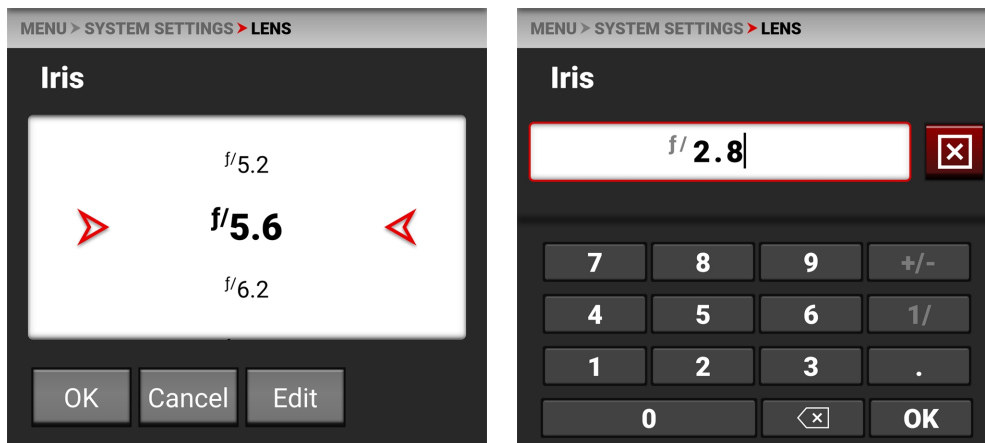 MENU > SYSTEM SETTINGS > LENS
Iris
ƒ/5.2
ƒ/5.6
ƒ/6.2
OK Cancel Edit
MENU > SYSTEM SETTINGS > LENS
Iris
ƒ/2.8
7 8 9 +/-
4 5 6 1/
1 2 3 .
0 OK